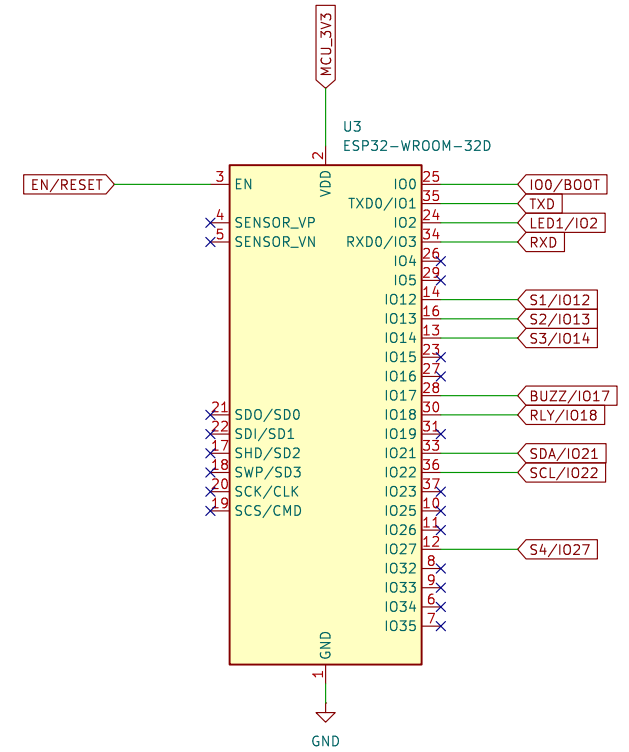 MCU_3V3
U3
ESP32-WROOM-32D
2
VDD
EN/RESET 3 EN IO0 25 IO0/BOOT
TXD0/IO1 35 TXD
4 SENSOR_VP IO2 24 LED1/IO2
5 SENSOR_VN RXD0/IO3 34 RXD
IO4 26
IO5 29
IO12 14 S1/IO12
IO13 16 S2/IO13
IO14 13 S3/IO14
IO15 23
IO16 27
IO17 28 BUZZ/IO17
21 SDO/SD0 IO18 30 RLY/IO18
22 SDI/SD1 IO19 31
17 SHD/SD2 IO21 33 SDA/IO21
18 SWP/SD3 IO22 36 SCL/IO22
20 SCK/CLK IO23 37
19 SCS/CMD IO25 10
IO26 11
IO27 12 S4/IO27
IO32 8
IO33 9
IO34 6
IO35 7
GND
1
GND